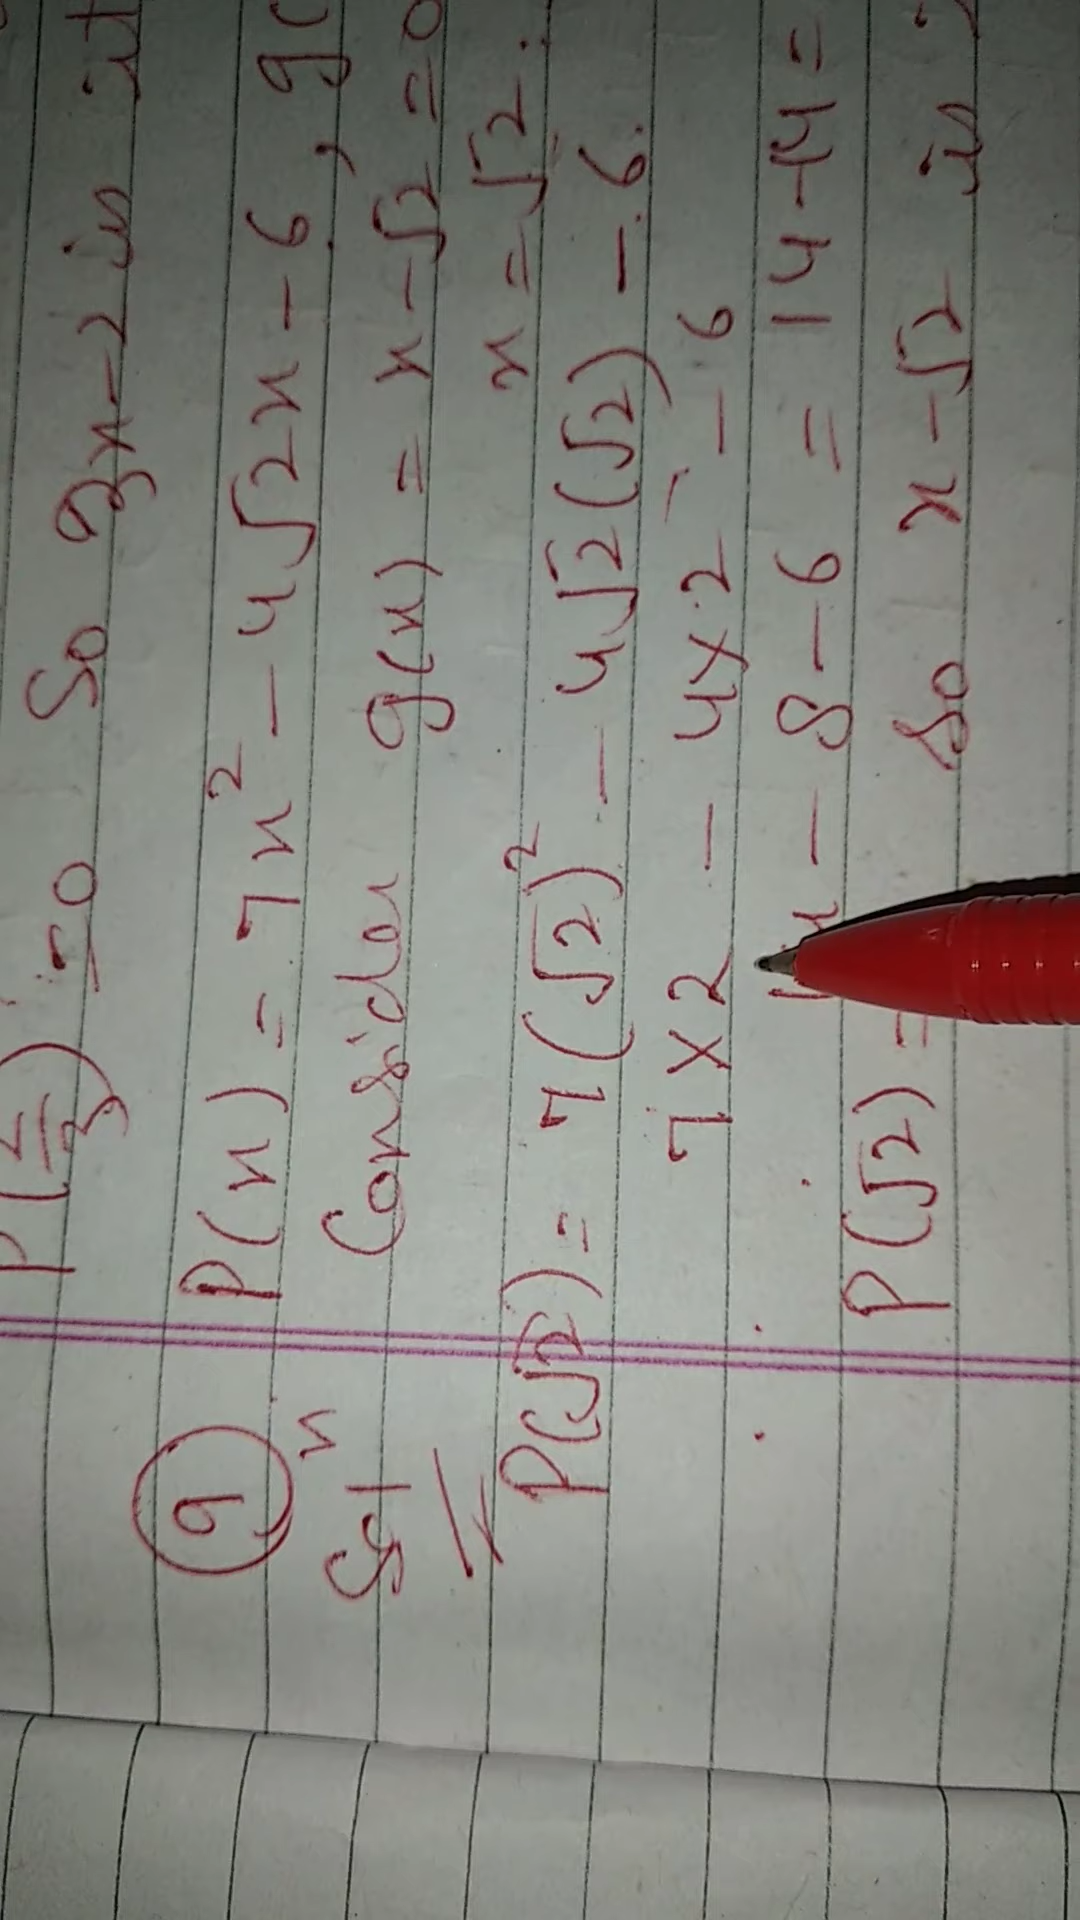 P(2/3) = 0 So 3x-2 is
9 P(x) = 7x² - 4√2x - 6, g(
Solⁿ Consider g(x) = x-√2 = 0
x = √2.
P(√2) = 7(√2)² - 4√2(√2) - 6.
7×2 - 4×2 - 6
14 - 8 - 6 = 14-14 =
P(√2) = So x-√2 is